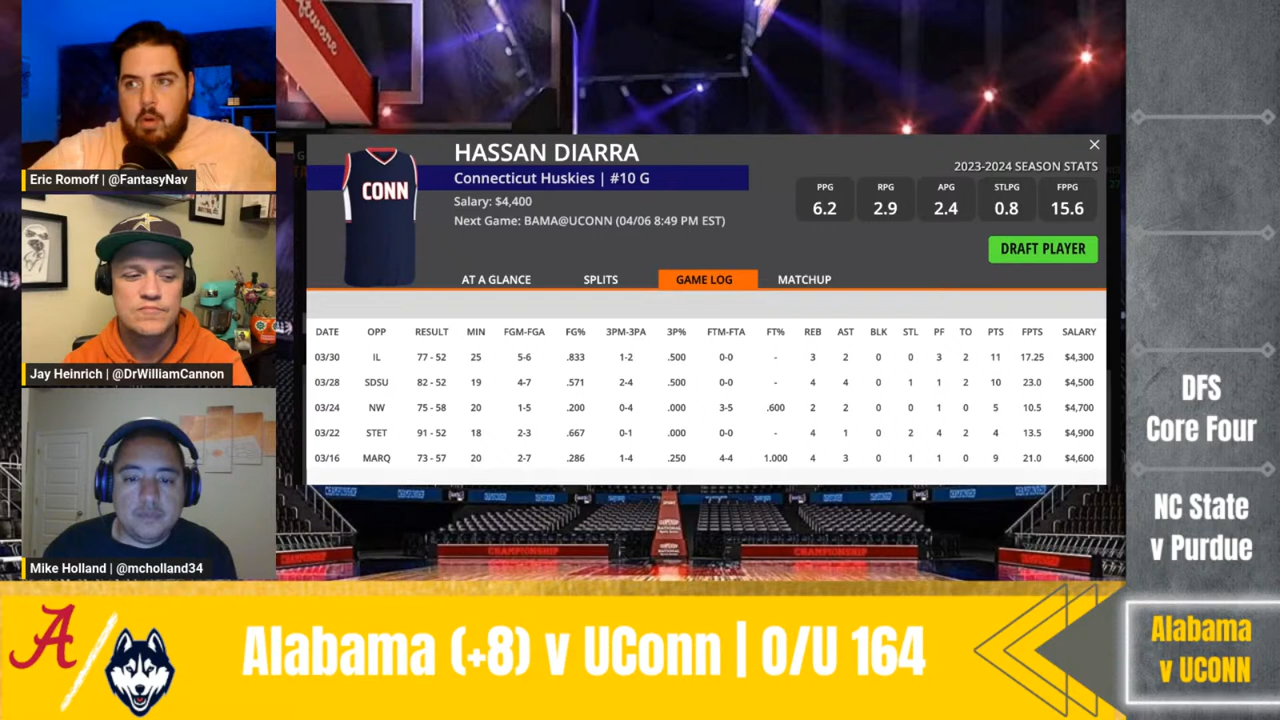 Eric Romoff | @FantasyNav
Jay Heinrich | @DrWilliamCannon
Mike Holland | @mcholland34
HASSAN DIARRA
Connecticut Huskies | #10 G
Salary: $4,400
Next Game: BAMA@UCONN (04/06 8:49 PM EST)
CONN
2023-2024 SEASON STATS
PPG RPG APG STLPG FPPG
6.2 2.9 2.4 0.8 15.6
DRAFT PLAYER
AT A GLANCE SPLITS GAME LOG MATCHUP
DATE OPP RESULT MIN FGM-FGA FG% 3PM-3PA 3P% FTM-FTA FT% REB AST BLK STL PF TO PTS FPTS SALARY
03/30 IL 77 - 52 25 5-6 .833 1-2 .500 0-0 - 3 2 0 0 3 2 11 17.25 $4,300
03/28 SDSU 82 - 52 19 4-7 .571 2-4 .500 0-0 - 4 4 0 1 1 2 10 23.0 $4,500
03/24 NW 75 - 58 20 1-5 .200 0-4 .000 3-5 .600 2 2 0 0 1 0 5 10.5 $4,700
03/22 STET 91 - 52 18 2-3 .667 0-1 .000 0-0 - 4 1 0 2 4 2 4 13.5 $4,900
03/16 MARQ 73 - 57 20 2-7 .286 1-4 .250 4-4 1.000 4 3 0 1 1 0 9 21.0 $4,600
CHAMPIONSHIP CHAMPIONSHIP
DFS
Core Four
NC State
v Purdue
Alabama
v UCONN
A
Alabama (+8) v UConn | O/U 164